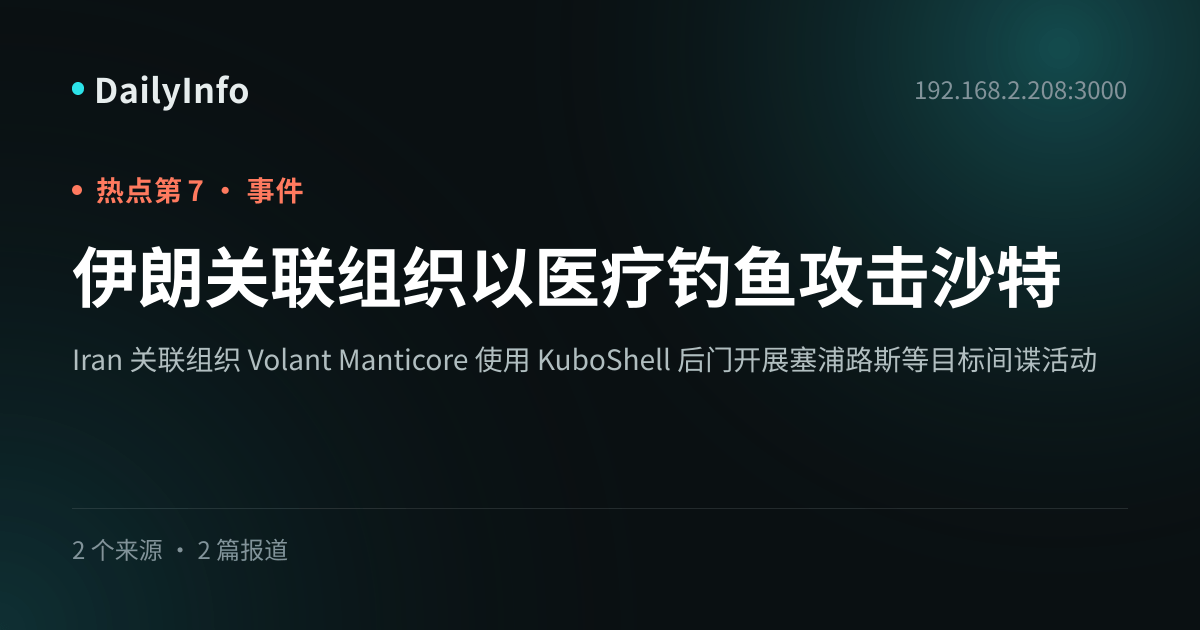 DailyInfo
192.168.2.208:3000
热点第 7 · 事件
伊朗关联组织以医疗钓鱼攻击沙特
Iran 关联组织 Volant Manticore 使用 KuboShell 后门开展塞浦路斯等目标间谍活动
2 个来源 · 2 篇报道